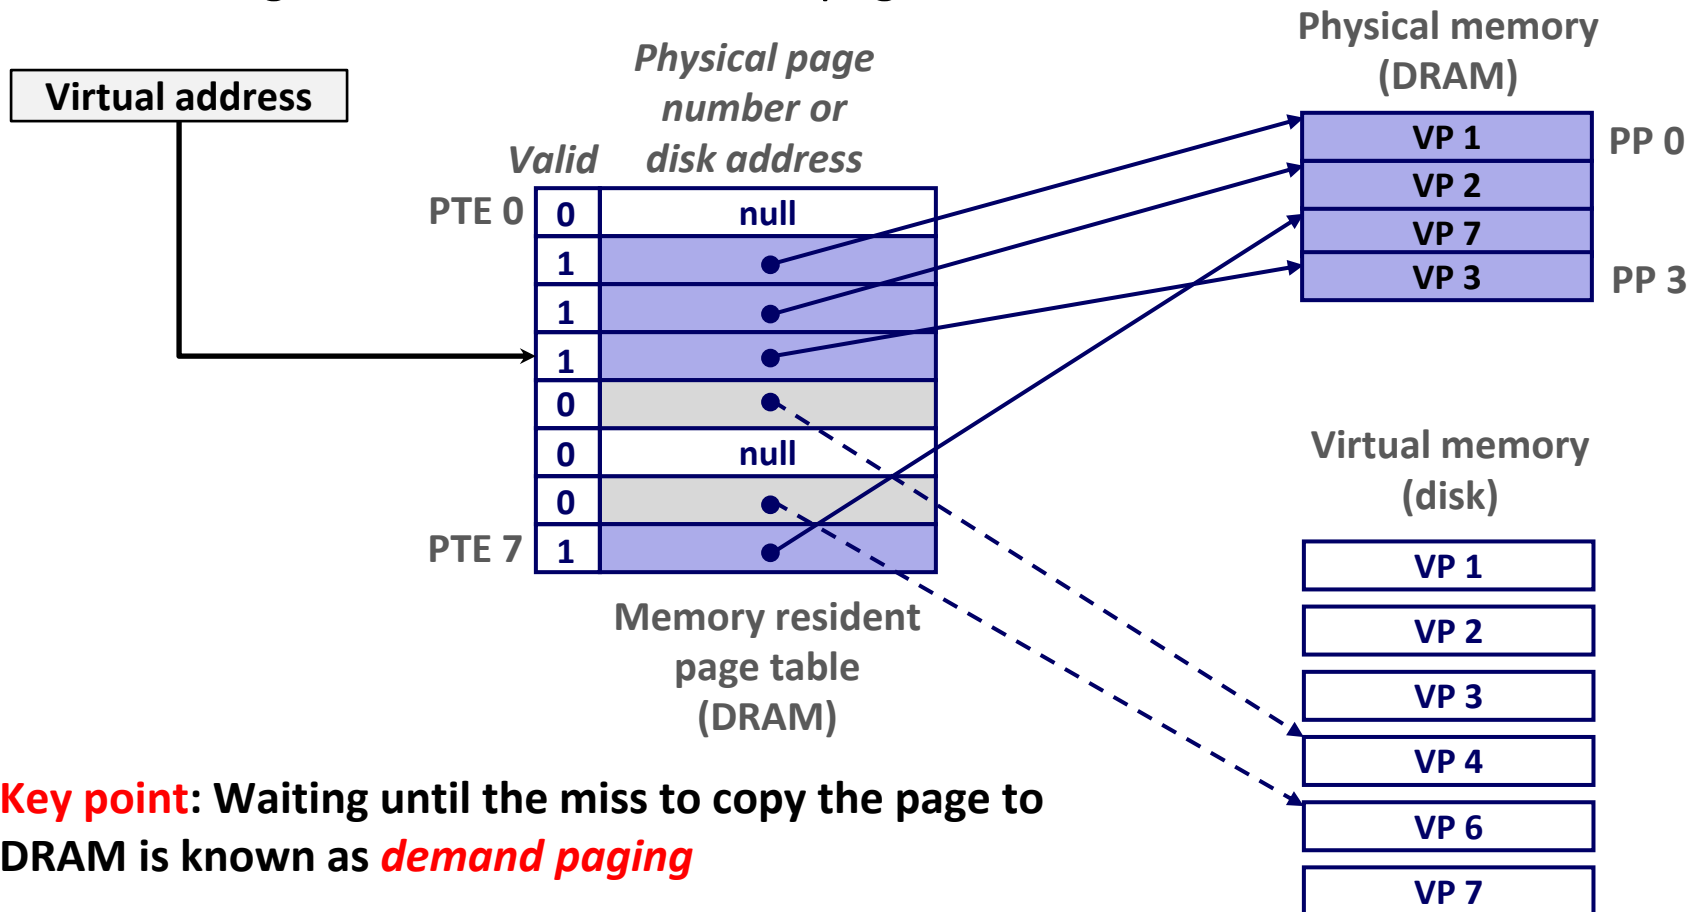 Physical memory
(DRAM)
Virtual address
Physical page
number or
disk address
Valid
PTE 0
0
null
1
1
1
0
0
null
0
PTE 7
1
Memory resident
page table
(DRAM)
VP 1
PP 0
VP 2
VP 7
VP 3
PP 3
Virtual memory
(disk)
VP 1
VP 2
VP 3
VP 4
VP 6
VP 7
Key point: Waiting until the miss to copy the page to
DRAM is known as demand paging